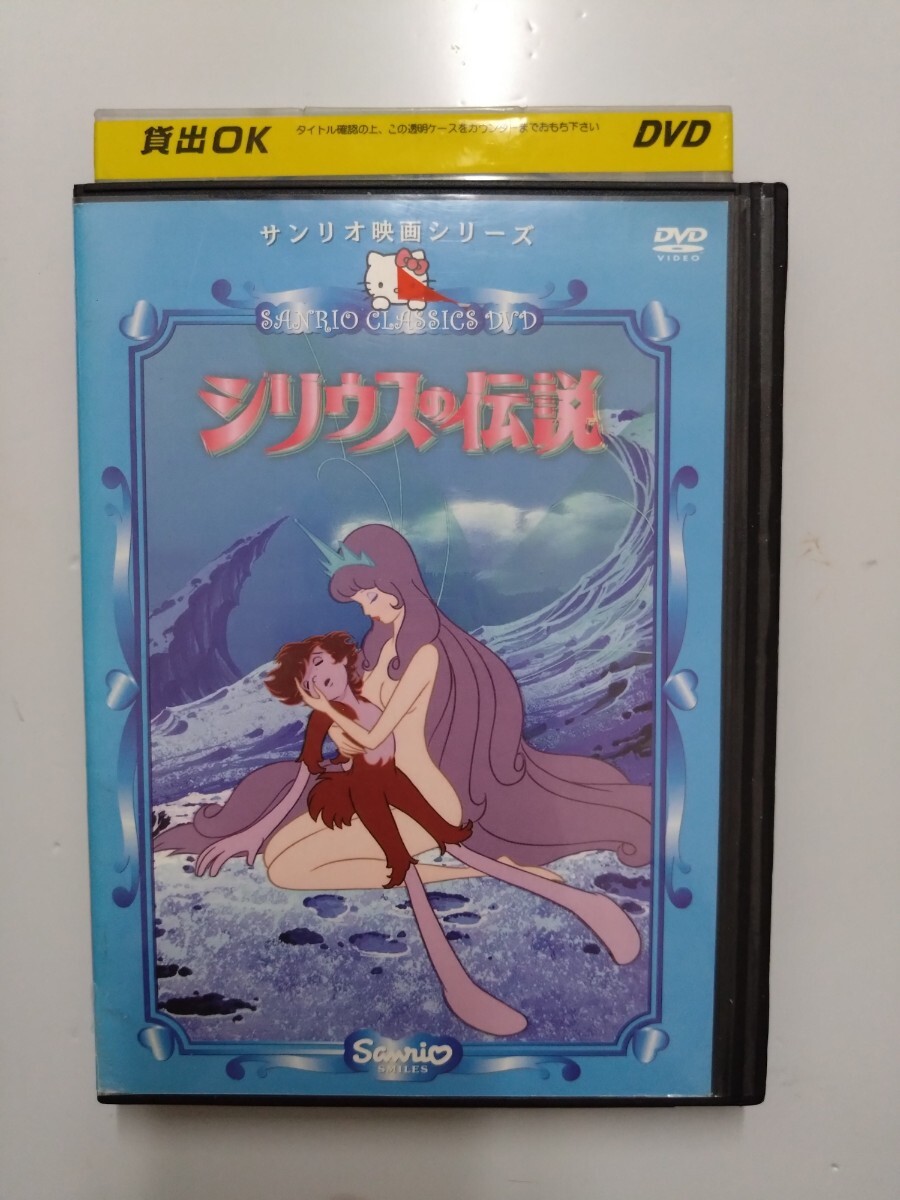 貸出OK
タイトル確認の上、この透明ケースをカウンターまでおもち下さい
DVD
サンリオ映画シリーズ
DVD
VIDEO
SANRIO CLASSICS DVD
シリウスの伝説
Sanrio
SMILES